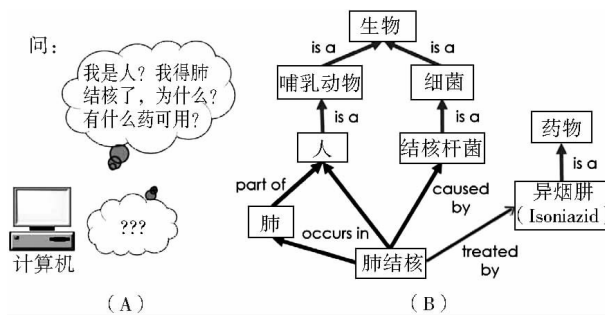 问：
我是人？我得肺
结核了，为什么？
有什么药可用？
???
计算机
（A）
生物
is a
is a
哺乳动物
细菌
is a
is a
药物
人
结核杆菌
is a
part of
caused
by
异烟肼
（Isoniazid）
肺
occurs in
肺结核
treated
by
（B）